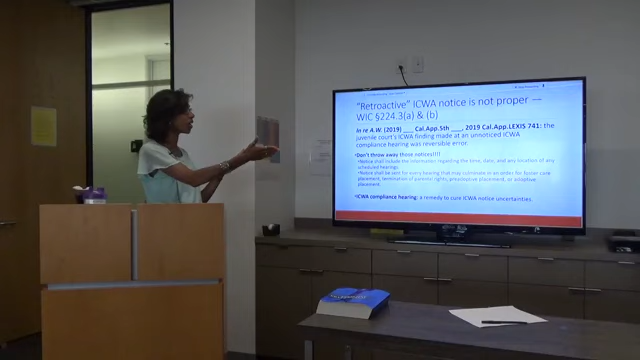 "Retroactive" ICWA notice is not proper —
WIC §224.3(a) & (b)
In re A.W. (2019) ___ Cal.App.5th ___, 2019 Cal.App.LEXIS 741: the
juvenile court's ICWA finding made at an unnoticed ICWA
compliance hearing was reversible error.
•Don't throw away those notices!!!!
•Notice shall include the information regarding the time, date, and any location of any
scheduled hearings.
•Notice shall be sent for every hearing that may culminate in an order for foster care
placement, termination of parental rights, preadoptive placement, or adoptive
placement.
•ICWA compliance hearing: a remedy to cure ICWA notice uncertainties.